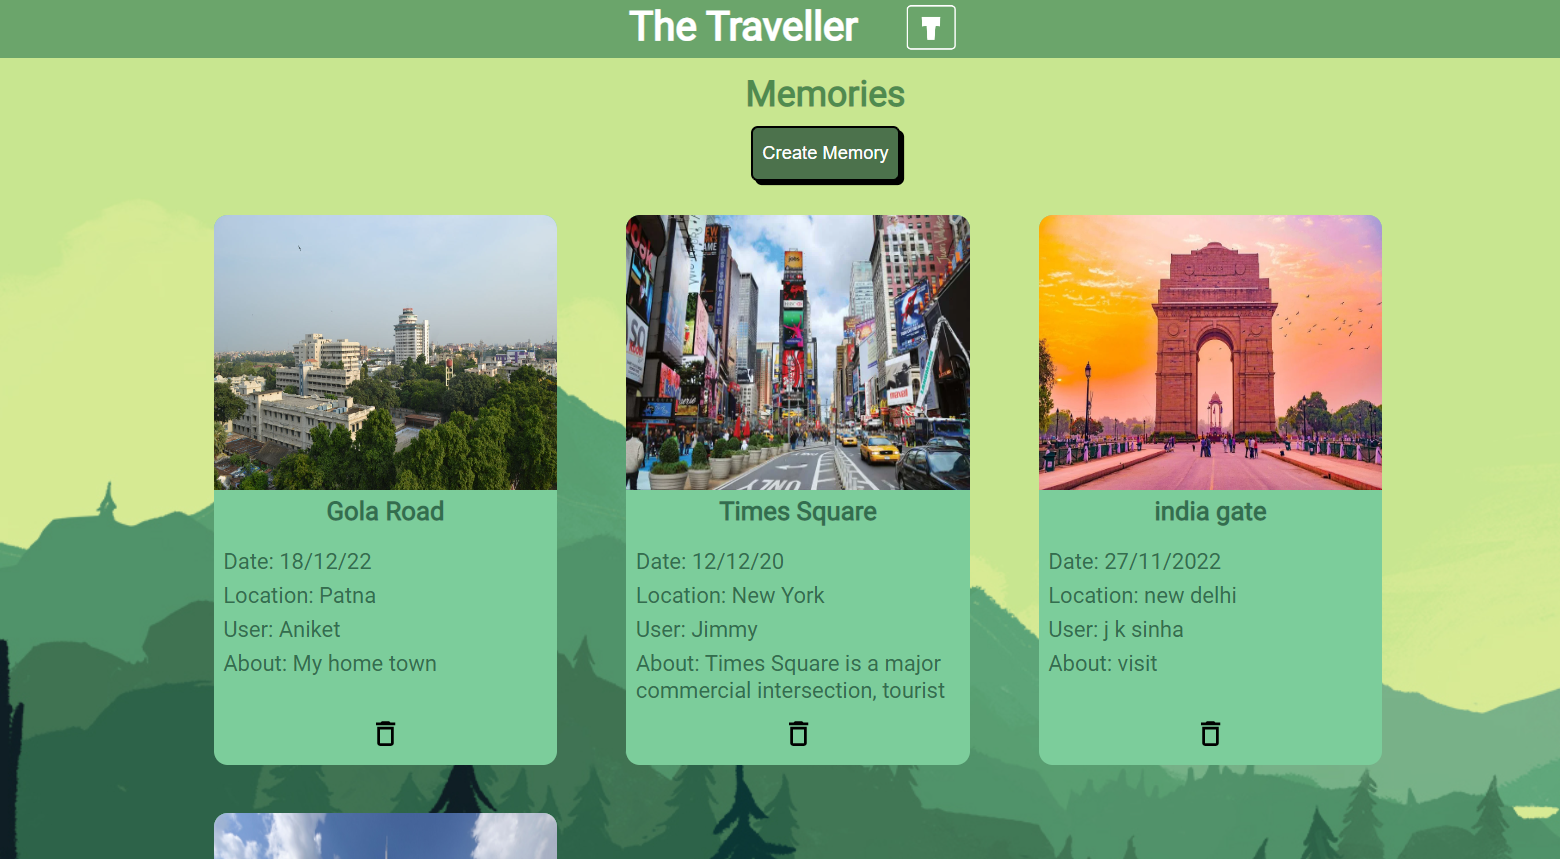 The Traveller T
Memories
Create Memory
Gola Road
Date: 18/12/22
Location: Patna
User: Aniket
About: My home town
Times Square
Date: 12/12/20
Location: New York
User: Jimmy
About: Times Square is a major
commercial intersection, tourist
india gate
Date: 27/11/2022
Location: new delhi
User: j k sinha
About: visit
ONLY